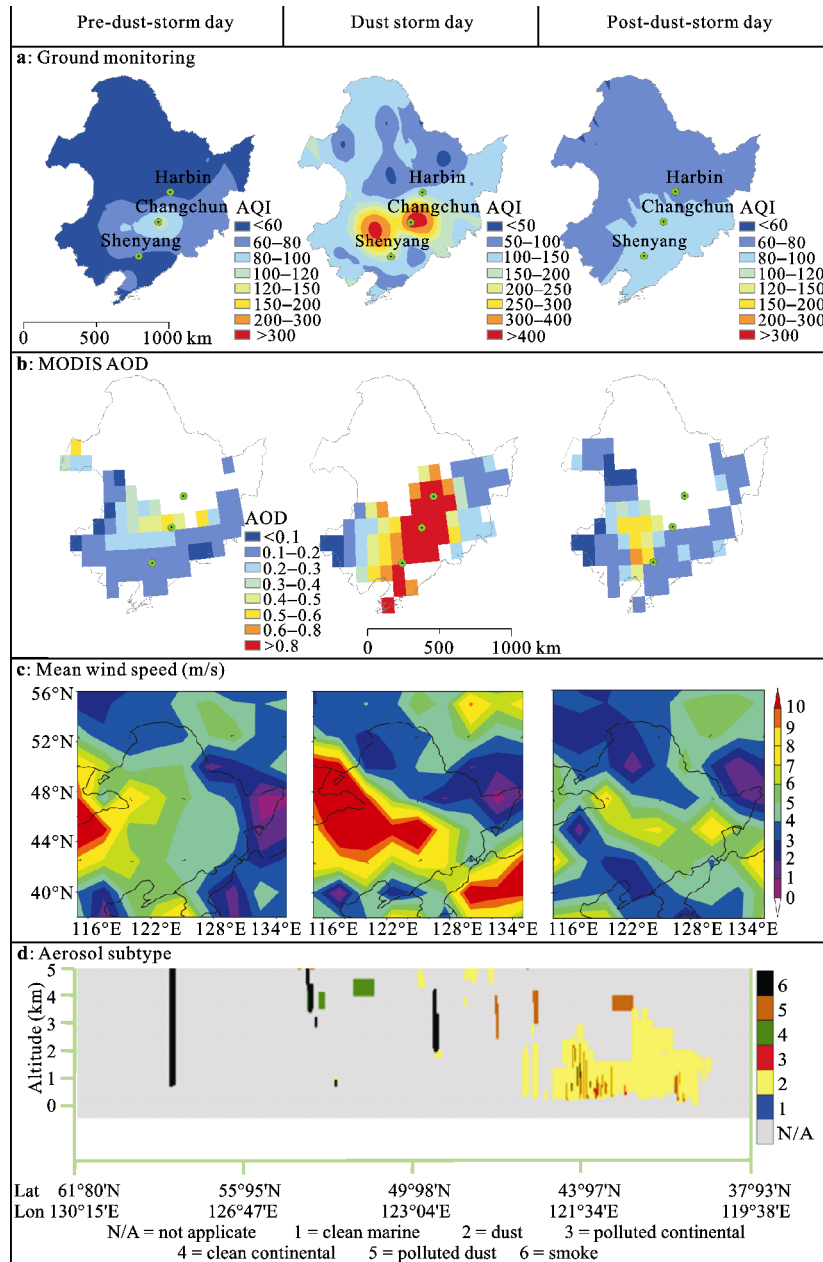 Pre-dust-storm day
Dust storm day
Post-dust-storm day
a: Ground monitoring
Harbin
Changchun
Shenyang
AQI
<60
60–80
80–100
100–120
120–150
150–200
200–300
>300
0 500 1000 km
Harbin
Changchun
Shenyang
AQI
<50
50–100
100–150
150–200
200–250
250–300
300–400
>400
Harbin
Changchun
Shenyang
AQI
<60
60–80
80–100
100–120
120–150
150–200
200–300
>300
b: MODIS AOD
AOD
<0.1
0.1–0.2
0.2–0.3
0.3–0.4
0.4–0.5
0.5–0.6
0.6–0.8
>0.8
0 500 1000 km
c: Mean wind speed (m/s)
56°N
52°N
48°N
44°N
40°N
116°E 122°E 128°E 134°E
116°E 122°E 128°E 134°E
116°E 122°E 128°E 134°E
10
9
8
7
6
5
4
3
2
1
0
d: Aerosol subtype
Altitude (km)
5
4
3
2
1
0
6
5
4
3
2
1
N/A
Lat 61°80'N 55°95'N 49°98'N 43°97'N 37°93'N
Lon 130°15'E 126°47'E 123°04'E 121°34'E 119°38'E
N/A = not applicate 1 = clean marine 2 = dust 3 = polluted continental
4 = clean continental 5 = polluted dust 6 = smoke